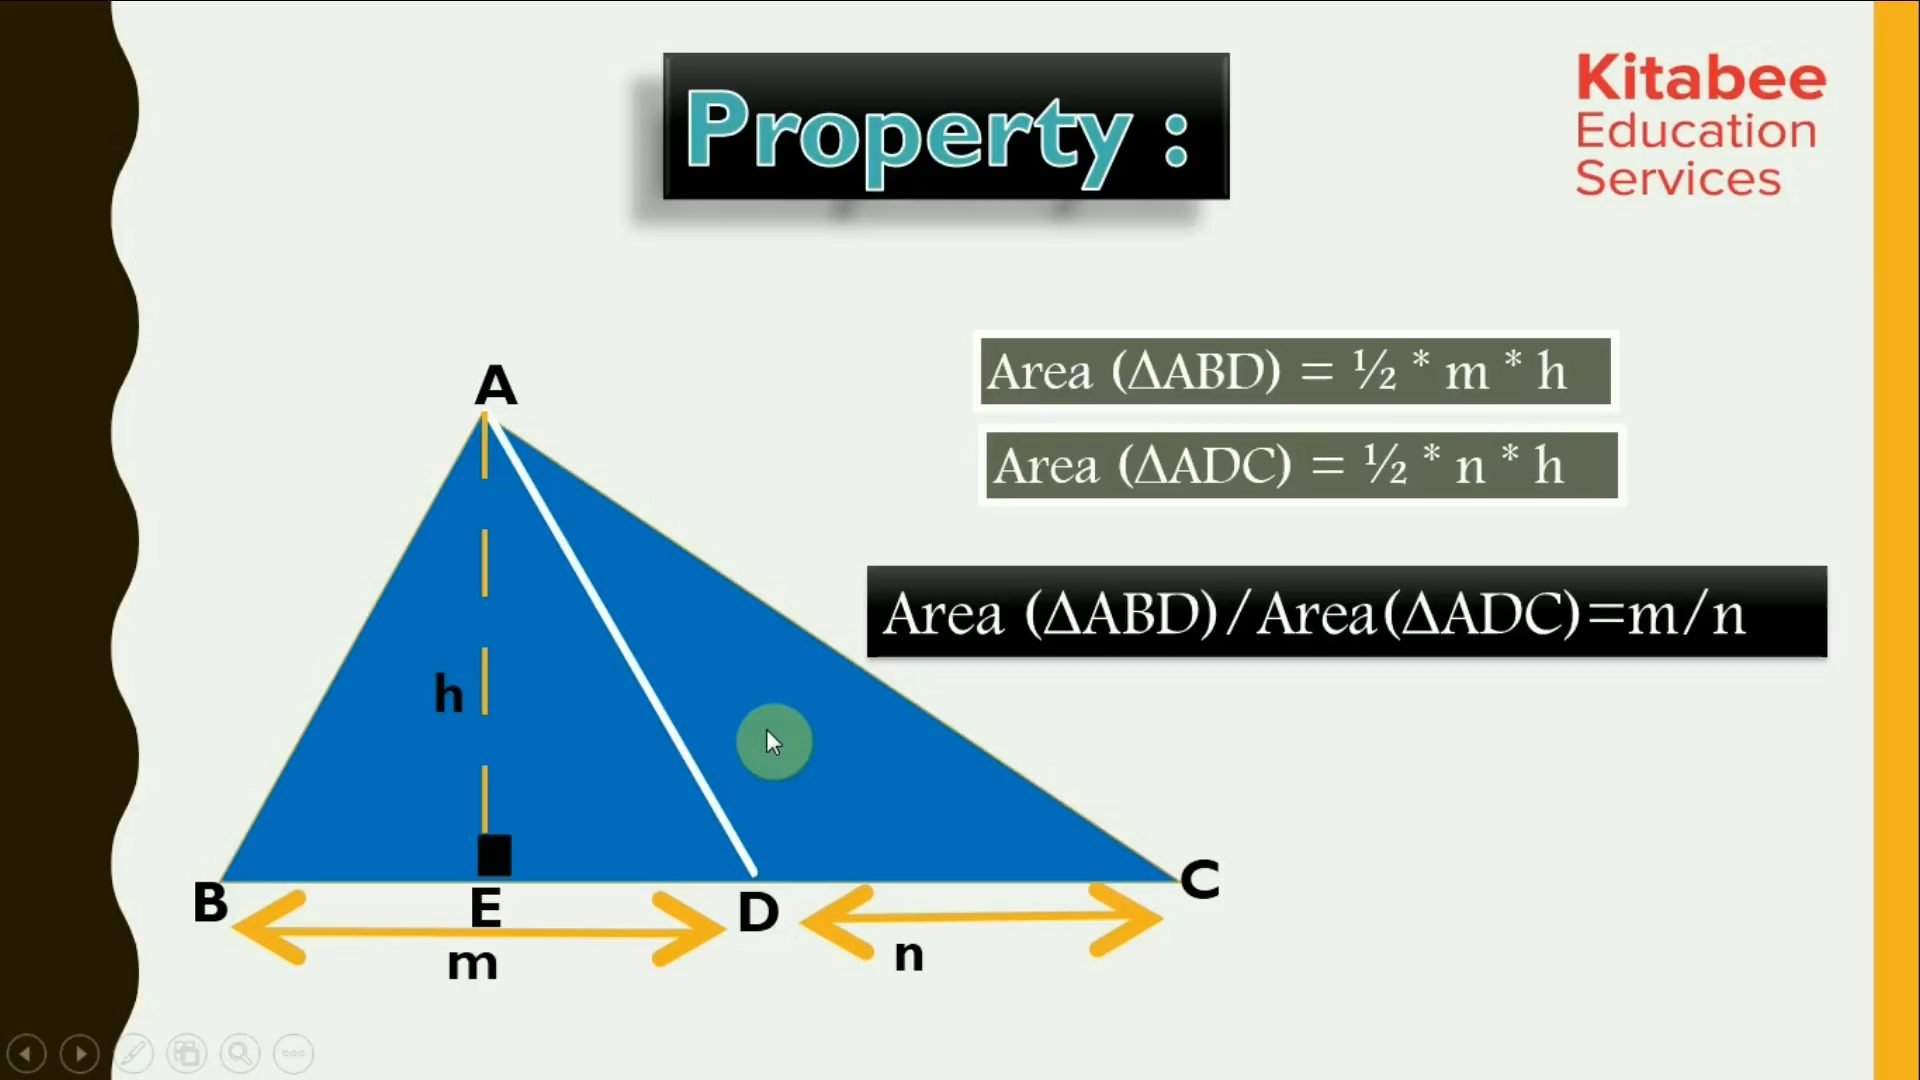 Property :
Kitabee
Education
Services
Area (ΔABD) = ½ * m * h
Area (ΔADC) = ½ * n * h
Area (ΔABD)/Area(ΔADC)=m/n
A
h
B
E
D
C
m
n